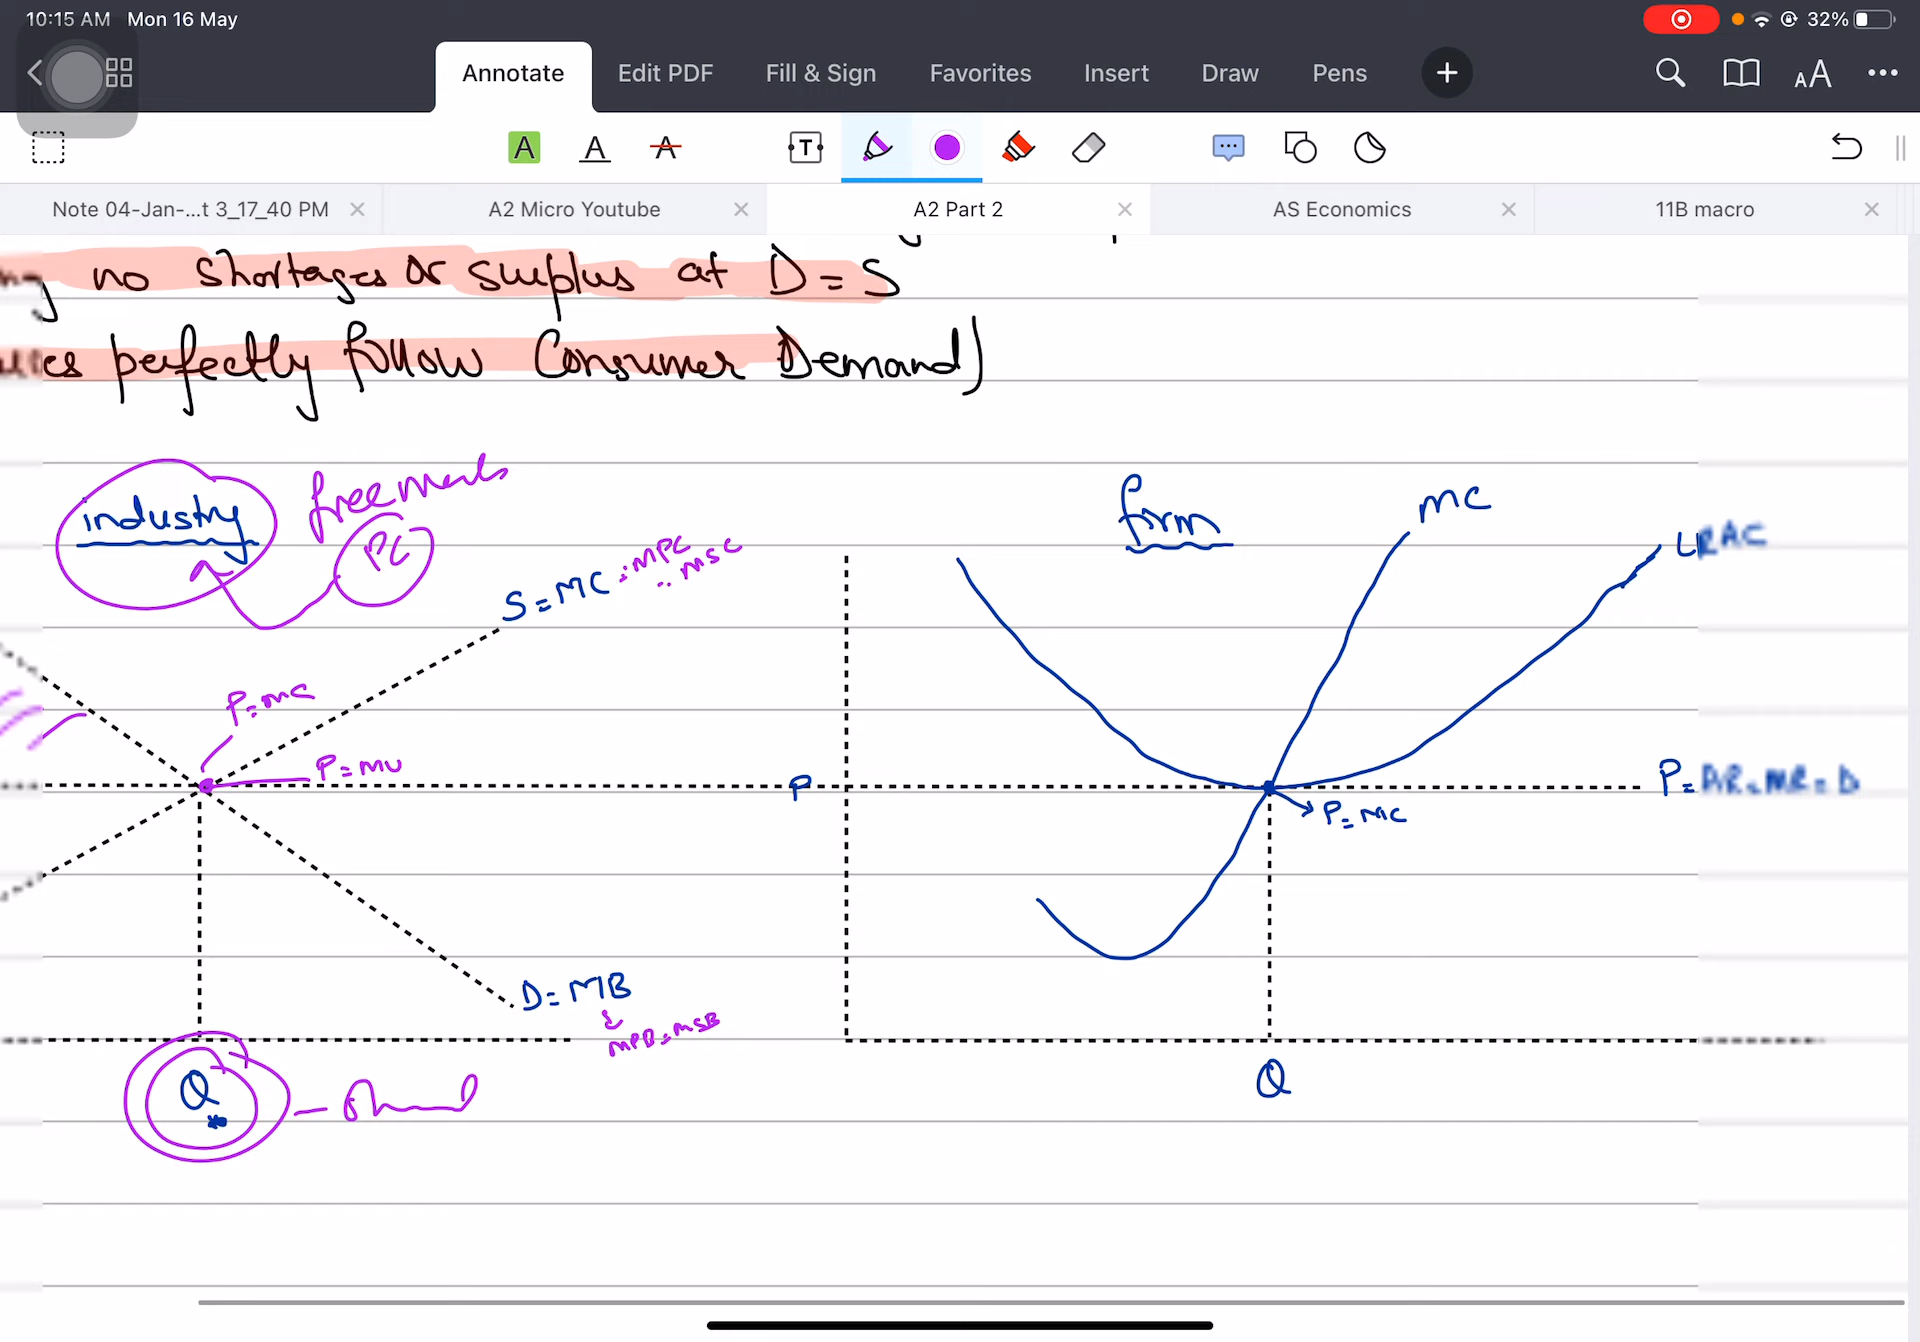 10:15 AM Mon 16 May
32%
Annotate Edit PDF Fill & Sign Favorites Insert Draw Pens
Note 04-Jan-...t 3_17_40 PM
A2 Micro Youtube
A2 Part 2
AS Economics
11B macro
no shortages or surplus at D = S
perfectly follow Consumer Demand)
industry
free
PC
S = MC = MPC
= MSC
P = MC
P = MU
D = MB
MPB = MSB
Q*
firm
MC
LRAC
P
P = AR = MR = D
P = MC
Q